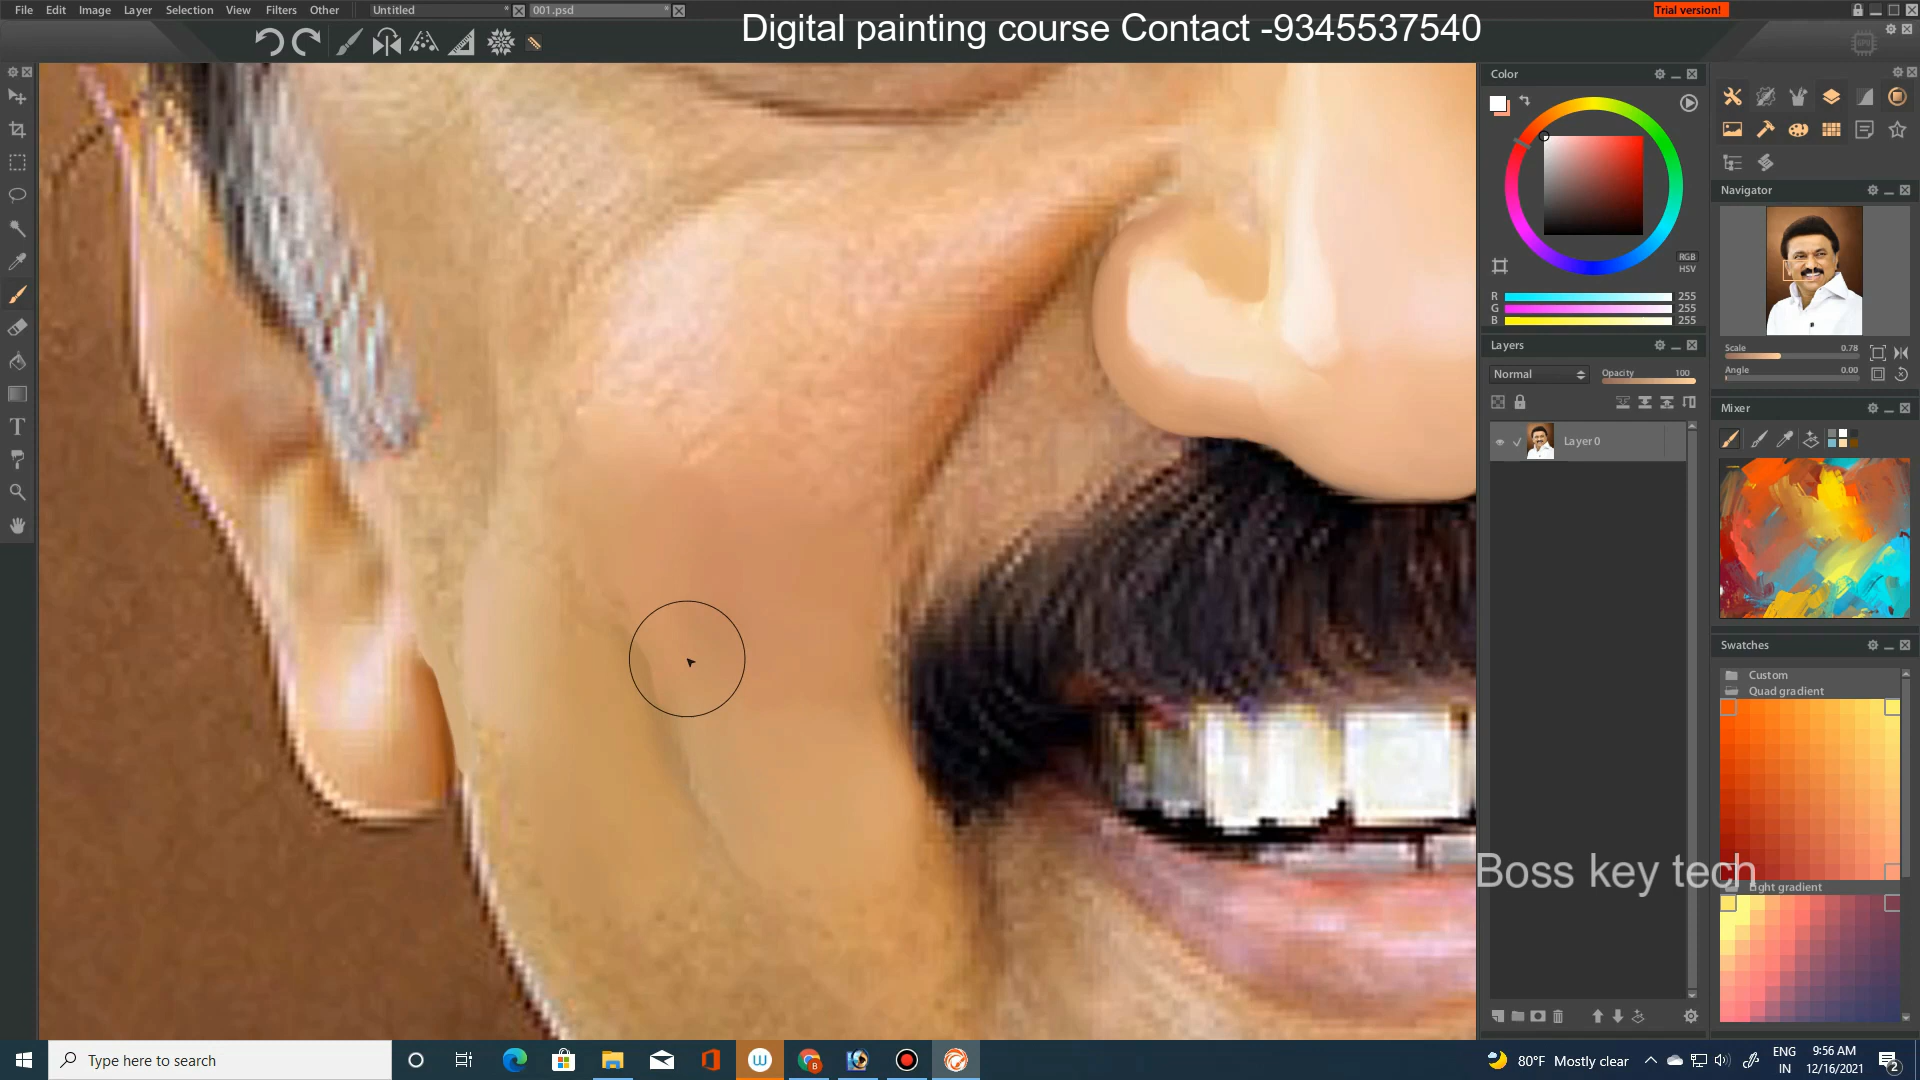 File Edit Image Layer Selection View Filters Other
Untitled *
001.psd *
Trial version!
Digital painting course Contact -9345537540
Color
RGB
HSV
R 255
G 255
B 255
Layers
Normal
Opacity 100
Layer 0
Navigator
Scale 0.78
Angle 0.00
Mixer
Swatches
Custom
Quad gradient
Boss key tech
light gradient
Type here to search
80°F Mostly clear
ENG
IN
9:56 AM
12/16/2021
2